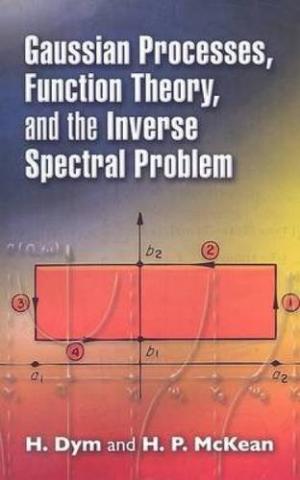 Gaussian Processes,
Function Theory,
and the Inverse
Spectral Problem
b₂
②
③
①
④
b₁
a₁
a₂
H. Dym and H. P. McKean